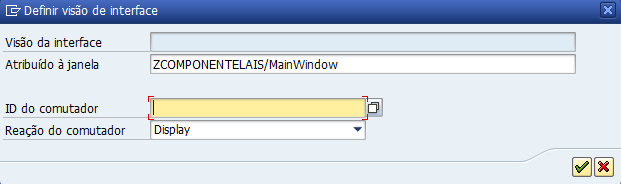 Definir visão de interface
Visão da interface
Atribuído à janela ZCOMPONENTELAIS/MainWindow
ID do comutador
Reação do comutador Display